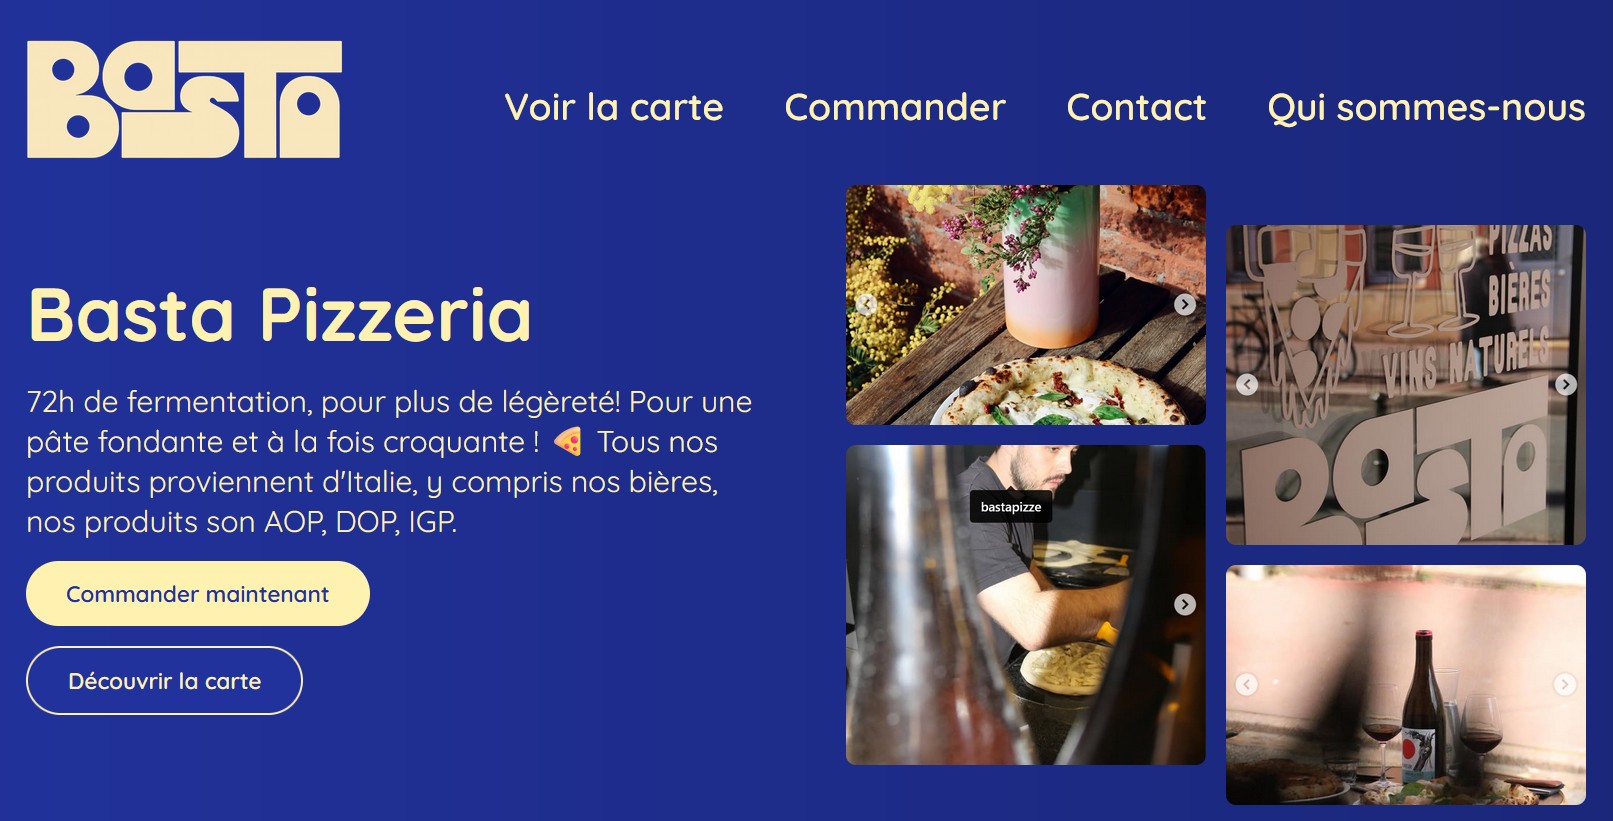 Basta
Voir la carte
Commander
Contact
Qui sommes-nous
Basta Pizzeria
72h de fermentation, pour plus de légèreté! Pour une
pâte fondante et à la fois croquante ! 🍕 Tous nos
produits proviennent d'Italie, y compris nos bières,
nos produits son AOP, DOP, IGP.
Commander maintenant
Découvrir la carte
bastapizze
PIZZAS
BIÈRES
VINS NATURELS
BASTA